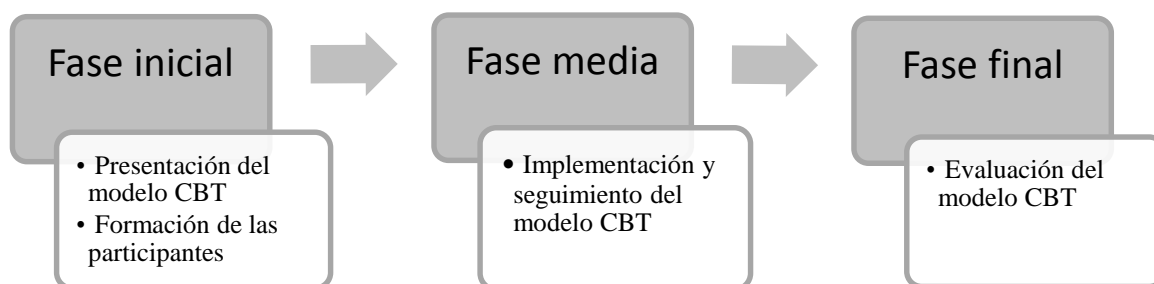 Fase inicial
• Presentación del
modelo CBT
• Formación de las
participantes
Fase media
• Implementación y
seguimiento del
modelo CBT
Fase final
• Evaluación del
modelo CBT